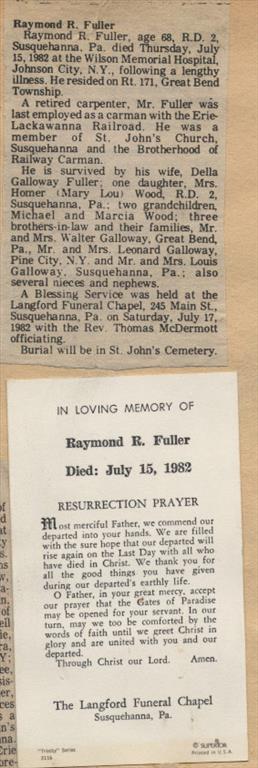 Raymond R. Fuller
Raymond R. Fuller, age 68, R.D. 2,
Susquehanna, Pa. died Thursday, July
15, 1982 at the Wilson Memorial Hospital,
Johnson City, N.Y., following a lengthy
illness. He resided on Rt. 171, Great Bend
Township.
A retired carpenter, Mr. Fuller was
last employed as a carman with the Erie-
Lackawanna Railroad. He was a
member of St. John's Church,
Susquehanna and the Brotherhood of
Railway Carman.
He is survived by his wife, Della
Galloway Fuller; one daughter, Mrs.
Homer (Mary Lou) Wood, R.D. 2,
Susquehanna, Pa.; two grandchildren,
Michael and Marcia Wood; three
brothers-in-law and their families, Mr.
and Mrs. Walter Galloway, Great Bend,
Pa., Mr. and Mrs. Leonard Galloway,
Pine City, N.Y. and Mr. and Mrs. Louis
Galloway, Susquehanna, Pa.; also
several nieces and nephews.
A Blessing Service was held at the
Langford Funeral Chapel, 245 Main St.,
Susquehanna, Pa. on Saturday, July 17,
1982 with the Rev. Thomas McDermott
officiating.
Burial will be in St. John's Cemetery.
IN LOVING MEMORY OF
Raymond R. Fuller
Died: July 15, 1982
RESURRECTION PRAYER
Most merciful Father, we commend our
departed into your hands. We are filled
with the sure hope that our departed will
rise again on the Last Day with all who
have died in Christ. We thank you for
all the good things you have given
during our departed's earthly life.
O Father, in your great mercy, accept
our prayer that the Gates of Paradise
may be opened for your servant. In our
turn, may we too be comforted by the
words of faith until we greet Christ in
glory and are united with you and our
departed.
Through Christ our Lord. Amen.
The Langford Funeral Chapel
Susquehanna, Pa.
"Trinity" Series
3116
© SUPERIOR
Printed in U.S.A.